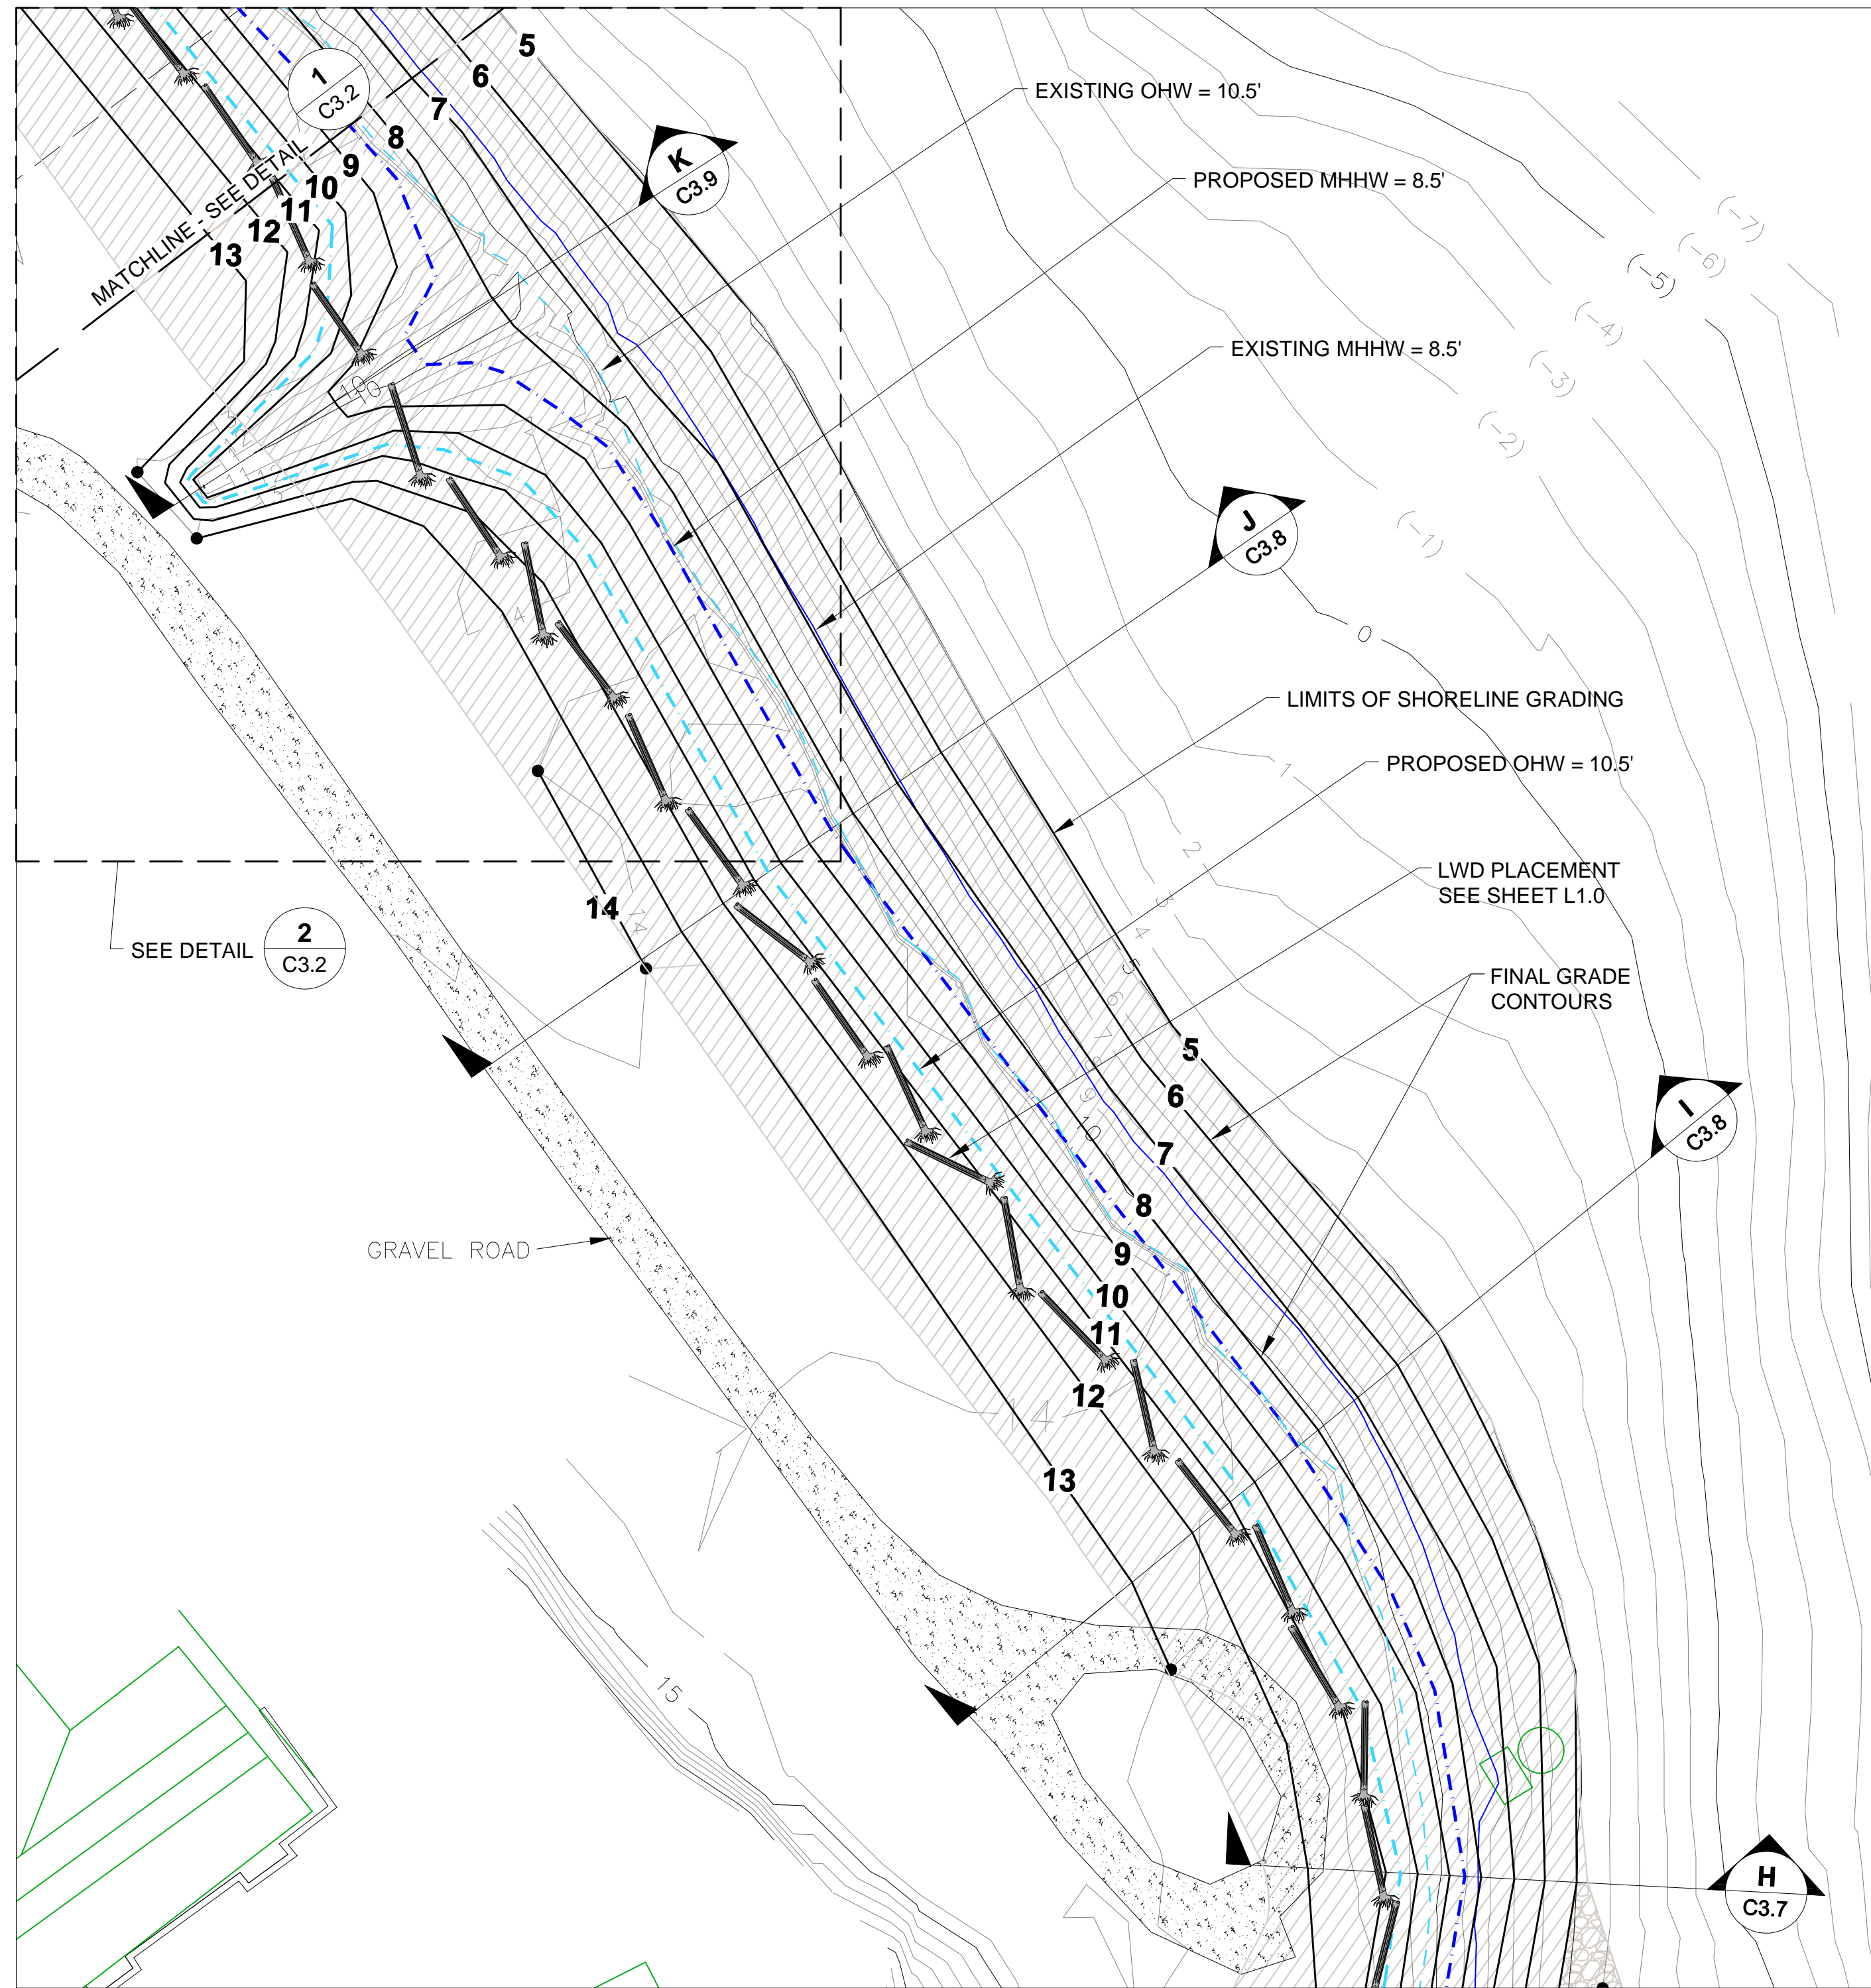 5
6
7
8
9
10
11
12
13
1
C3.2
MATCHLINE - SEE DETAIL
K
C3.9
EXISTING OHW = 10.5'
PROPOSED MHHW = 8.5'
EXISTING MHHW = 8.5'
(-7)
(-6)
(-5)
(-4)
(-3)
(-2)
(-1)
0
1
2
3
4
5
6
7
8
9
10
J
C3.8
LIMITS OF SHORELINE GRADING
PROPOSED OHW = 10.5'
LWD PLACEMENT
SEE SHEET L1.0
FINAL GRADE
CONTOURS
14
14
SEE DETAIL
2
C3.2
5
6
7
8
9
10
11
12
13
I
C3.8
GRAVEL ROAD
14
15
H
C3.7